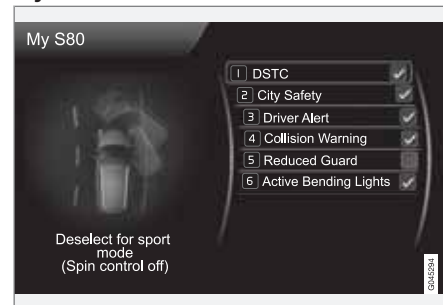 My S80
1 DSTC
2 City Safety
3 Driver Alert
4 Collision Warning
5 Reduced Guard
6 Active Bending Lights
Deselect for sport
mode
(Spin control off)
G045294